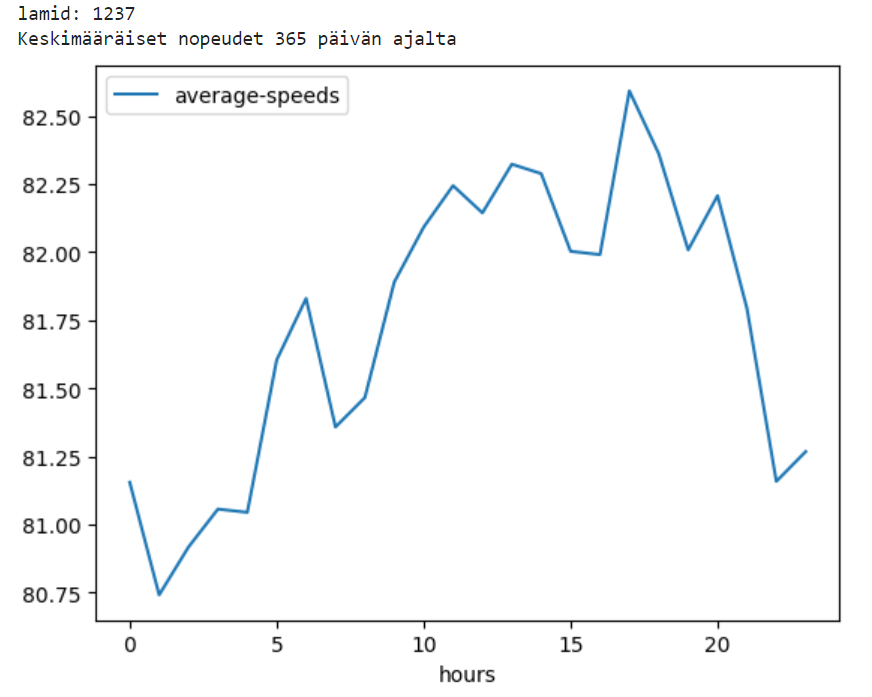 lamid: 1237
Keskimääräiset nopeudet 365 päivän ajalta
average-speeds
82.50
82.25
82.00
81.75
81.50
81.25
81.00
80.75
0 5 10 15 20
hours